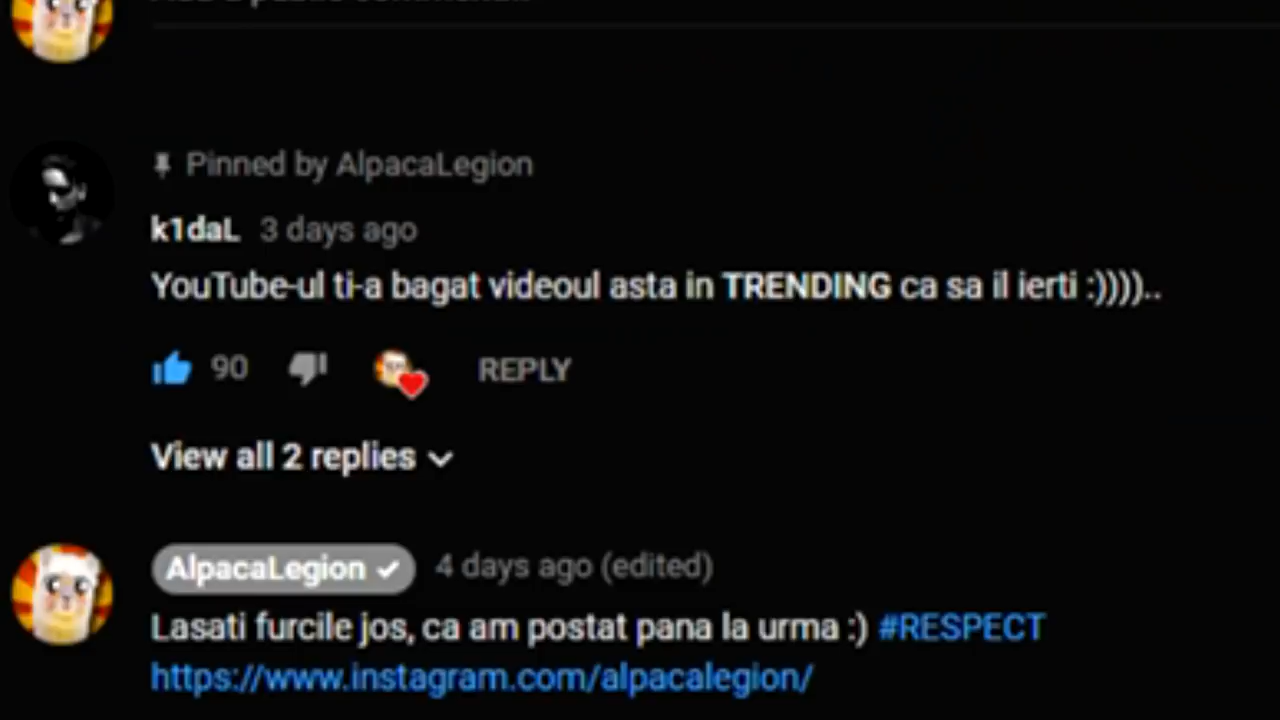 Pinned by AlpacaLegion
k1daL 3 days ago
YouTube-ul ti-a bagat videoul asta in TRENDING ca sa il ierti :))))..
90 REPLY
View all 2 replies
AlpacaLegion 4 days ago (edited)
Lasati furcile jos, ca am postat pana la urma :) #RESPECT
https://www.instagram.com/alpacalegion/